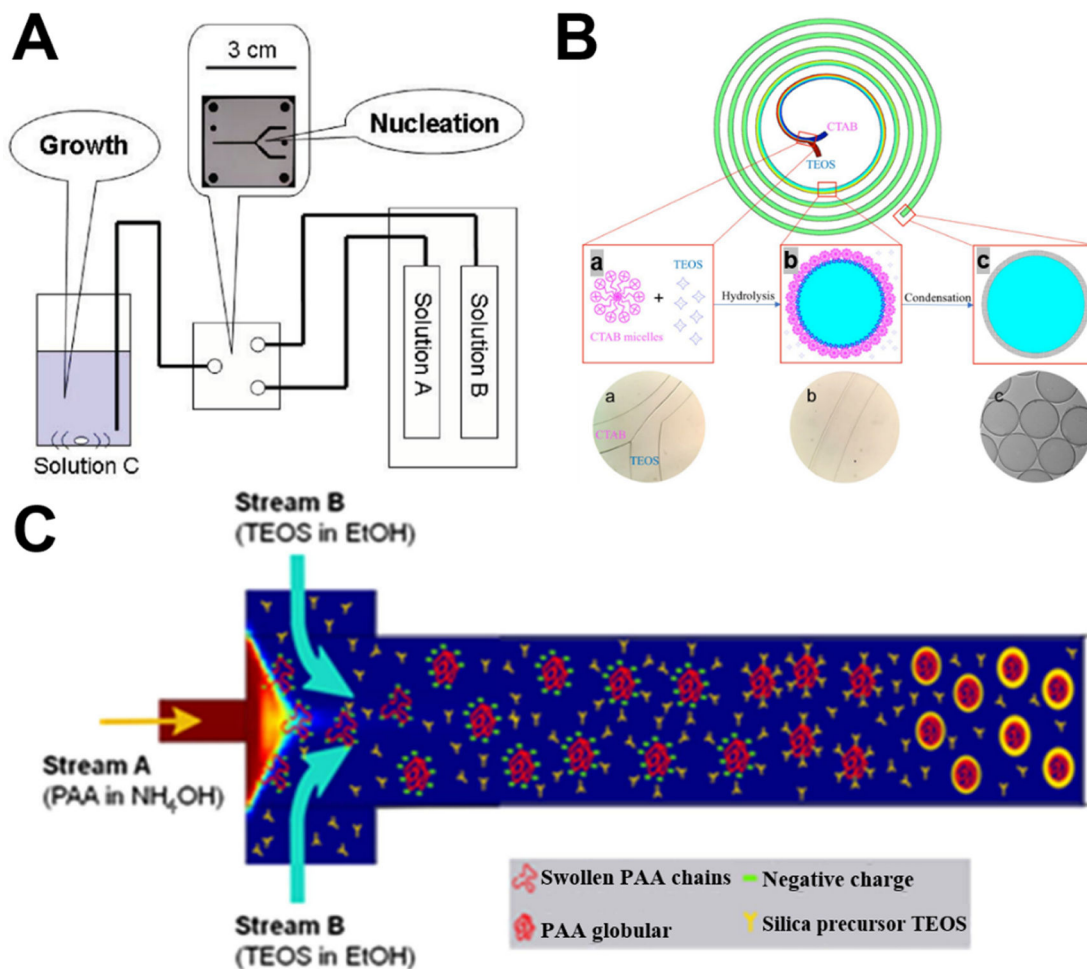 A
3 cm
Growth
Nucleation
Solution A
Solution B
Solution C
B
CTAB
TEOS
a
TEOS
+
CTAB micelles
Hydrolysis
b
Condensation
c
a
CTAB
TEOS
b
c
C
Stream B
(TEOS in EtOH)
Stream A
(PAA in NH₄OH)
Stream B
(TEOS in EtOH)
Swollen PAA chains
Negative charge
PAA globular
Silica precursor TEOS